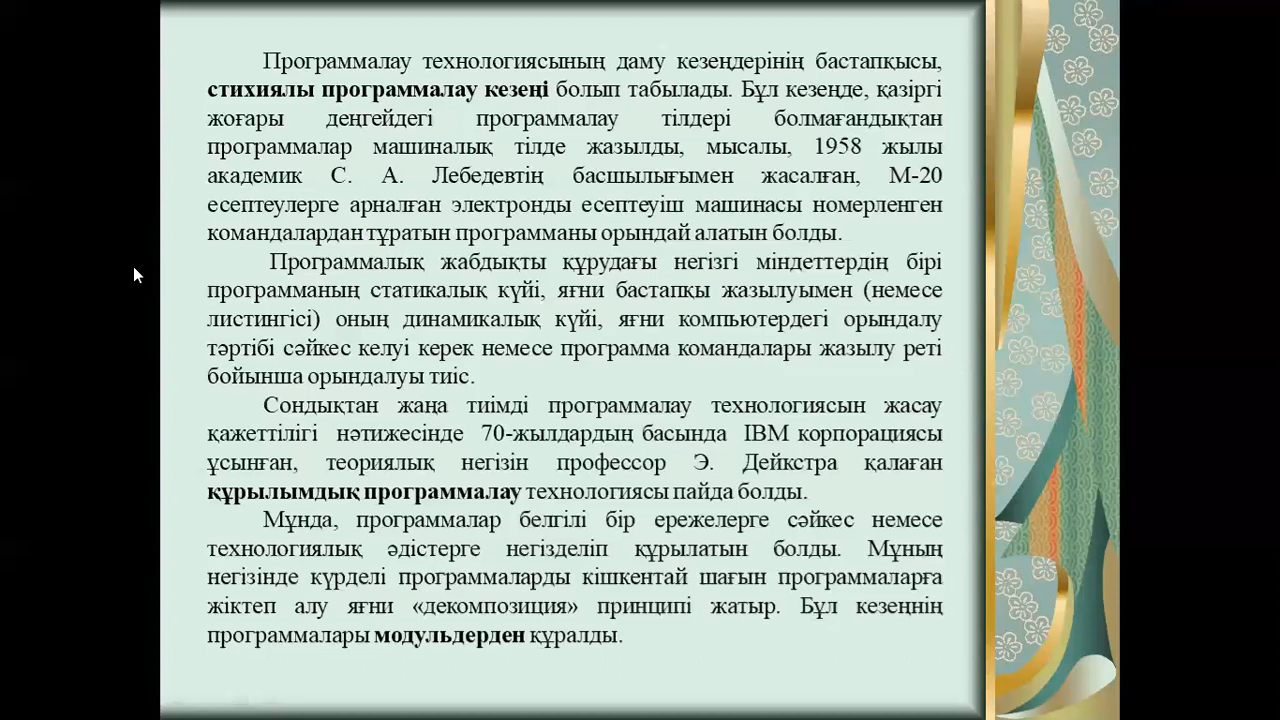 Программалау технологиясының даму кезеңдерінің бастапқысы,
стихиялы программалау кезеңі болып табылады. Бұл кезеңде, қазіргі
жоғары деңгейдегі программалау тілдері болмағандықтан
программалар машиналық тілде жазылды, мысалы, 1958 жылы
академик С. А. Лебедевтің басшылығымен жасалған, М-20
есептеулерге арналған электронды есептеуіш машинасы номерленген
командалардан тұратын программаны орындай алатын болды.
Программалық жабдықты құрудағы негізгі міндеттердің бірі
программаның статикалық күйі, яғни бастапқы жазылуымен (немесе
листингісі) оның динамикалық күйі, яғни компьютердегі орындалу
тәртібі сәйкес келуі керек немесе программа командалары жазылу реті
бойынша орындалуы тиіс.
Сондықтан жаңа тиімді программалау технологиясын жасау
қажеттілігі нәтижесінде 70-жылдардың басында IBM корпорациясы
ұсынған, теориялық негізін профессор Э. Дейкстра қалаған
құрылымдық программалау технологиясы пайда болды.
Мұнда, программалар белгілі бір ережелерге сәйкес немесе
технологиялық әдістерге негізделіп құрылатын болды. Мұның
негізінде күрделі программаларды кішкентай шағын программаларға
жіктеп алу яғни «декомпозиция» принципі жатыр. Бұл кезеңнің
программалары модульдерден құралды.